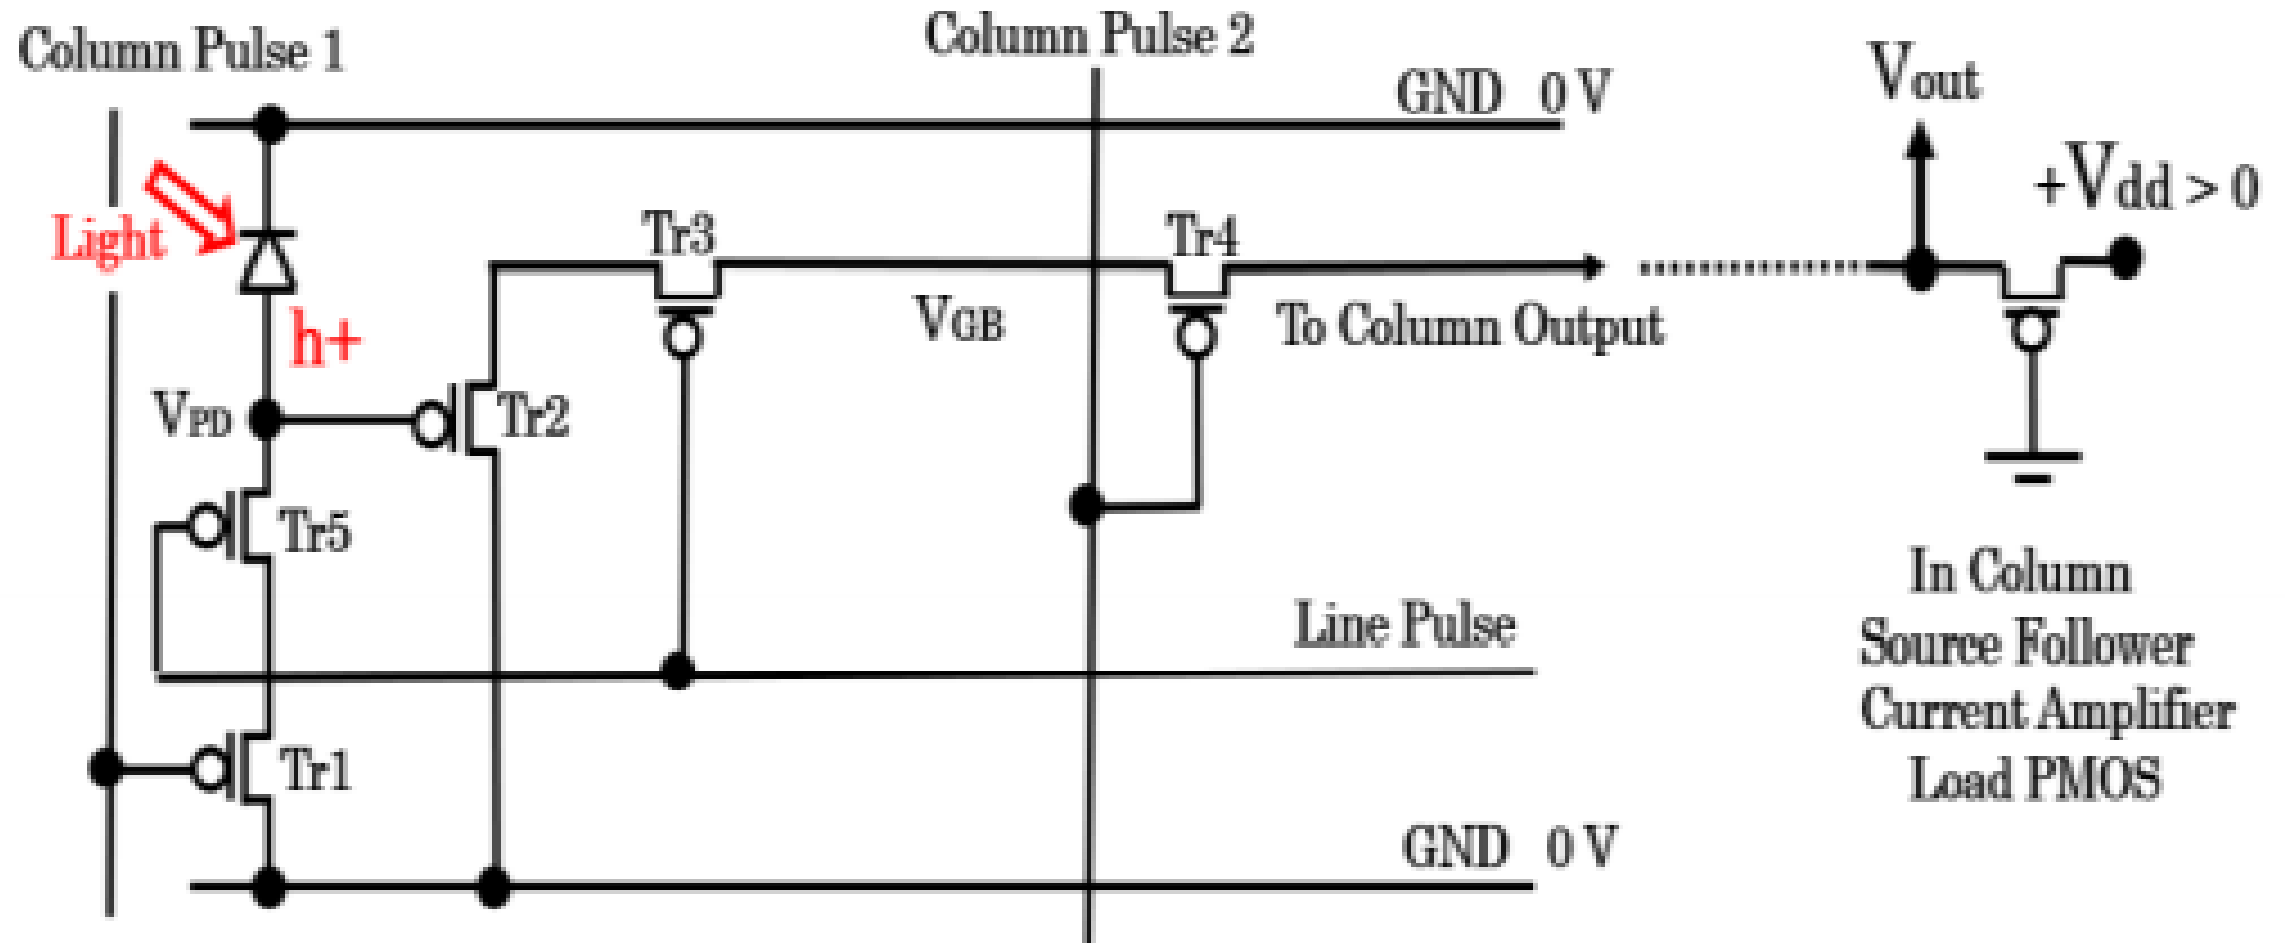 Column Pulse 1
Column Pulse 2
GND 0 V
Vout
+Vdd > 0
Light
Tr3
Tr4
h+
VGB
To Column Output
VPD
Tr2
Tr5
In Column
Source Follower
Current Amplifier
Load PMOS
Line Pulse
Tr1
GND 0 V